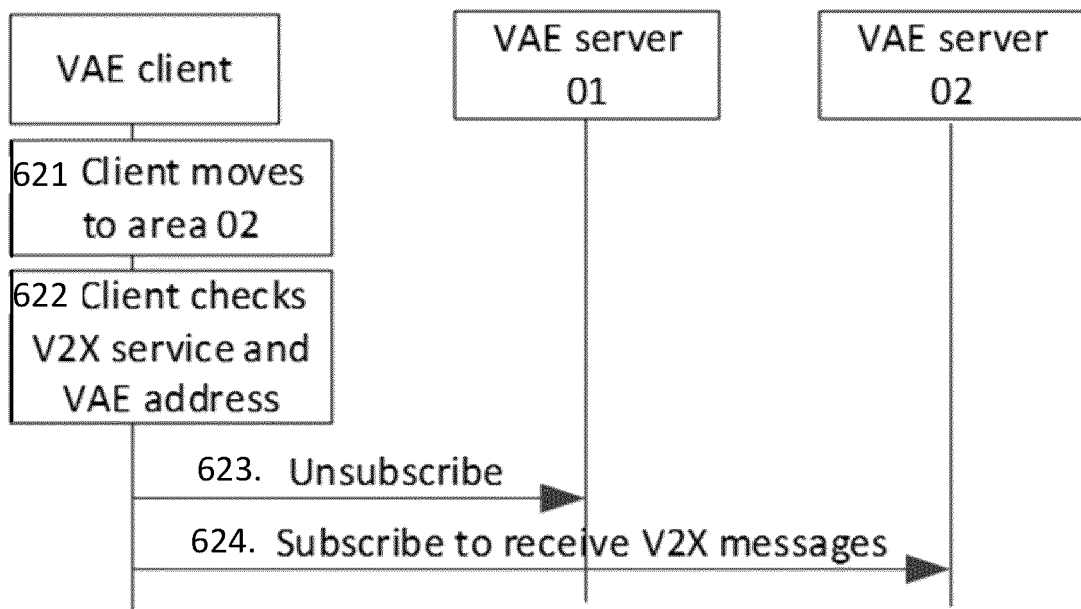 VAE client
VAE server
01
VAE server
02
621 Client moves
to area 02
622 Client checks
V2X service and
VAE address
623. Unsubscribe
624. Subscribe to receive V2X messages